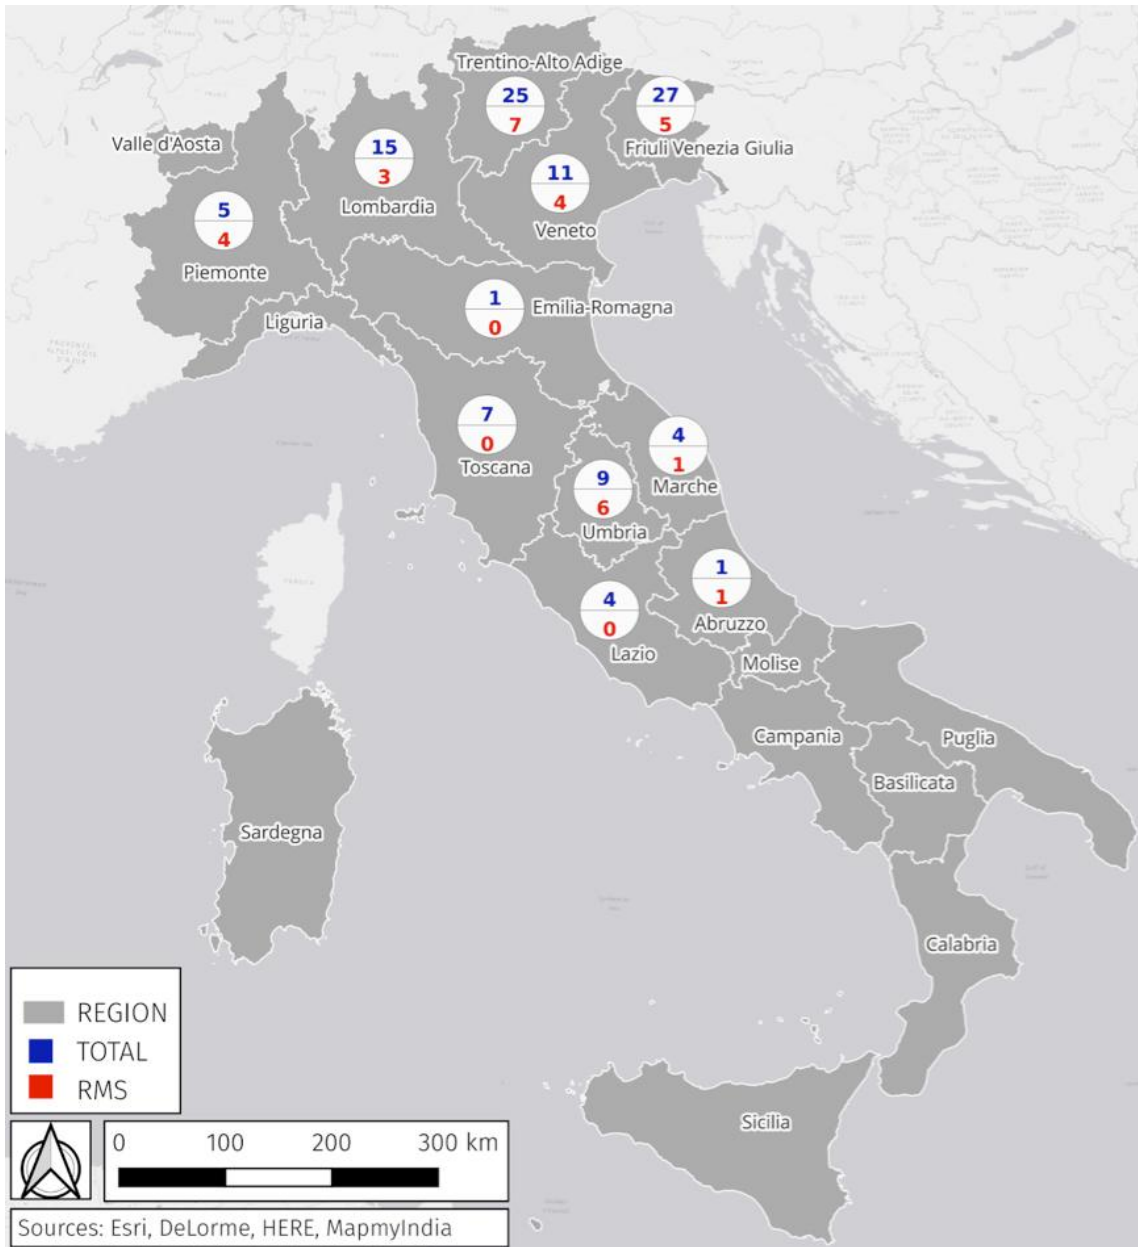 Trentino-Alto Adige
25
7
27
5
Friuli Venezia Giulia
Valle d'Aosta
15
3
Lombardia
11
4
Veneto
5
4
Piemonte
1
0
Emilia-Romagna
Liguria
7
0
Toscana
4
1
Marche
9
6
Umbria
1
1
Abruzzo
4
0
Lazio
Molise
Campania
Puglia
Basilicata
Sardegna
Calabria
Sicilia
REGION
TOTAL
RMS
0 100 200 300 km
Sources: Esri, DeLorme, HERE, MapmyIndia